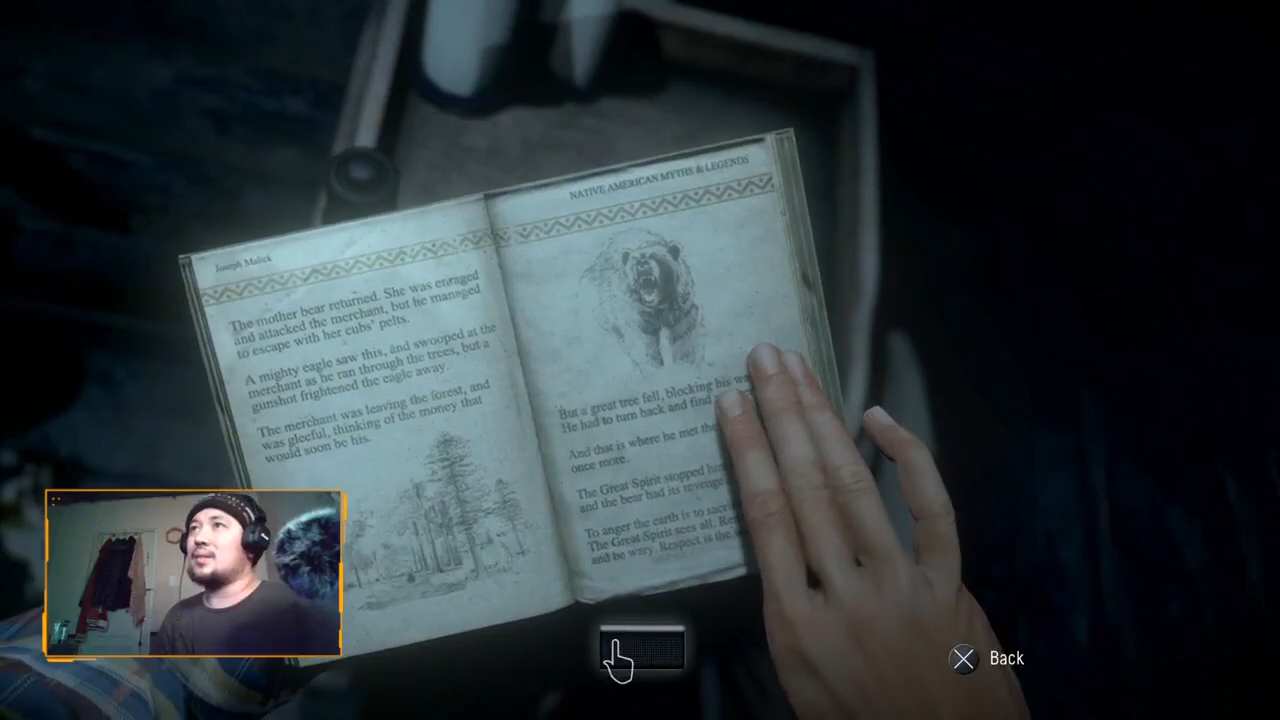 Joseph Malick
The mother bear returned. She was enraged
and attacked the merchant, but he managed
to escape with her cubs' pelts.
A mighty eagle saw this, and swooped at the
merchant as he ran through the trees, but a
gunshot frightened the eagle away.
The merchant was leaving the forest, and
was gleeful, thinking of the money that
would soon be his.
NATIVE AMERICAN MYTHS & LEGENDS
But a great tree fell, blocking his
He had to turn back and find
And that is where he met the
once more.
The Great Spirit stopped him
and the bear had its revenge
To anger the earth is to
The Great Spirit sees all.
and be wary. Respect is the
Back